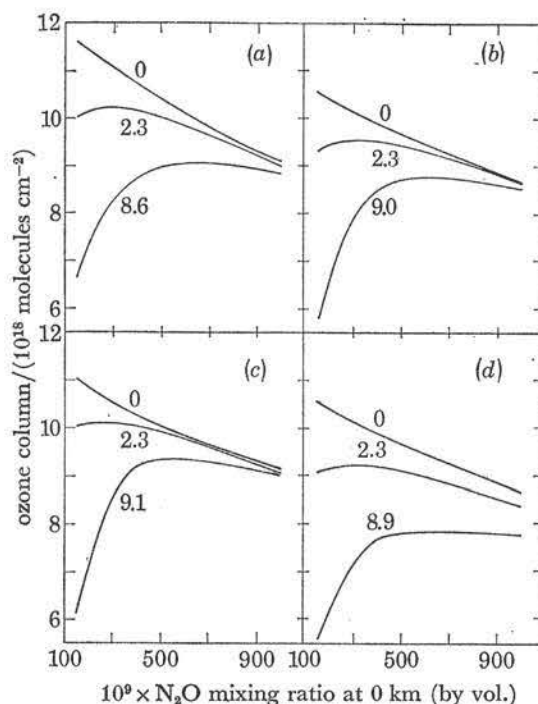 12
(a)
(b)
0
0
10
2.3
2.3
8
8.6
9.0
6
12
(c)
(d)
0
0
10
2.3
2.3
8
9.1
8.9
6
ozone column/(10¹⁸ molecules cm⁻²)
100 500 900 100 500 900
10⁹ × N₂O mixing ratio at 0 km (by vol.)